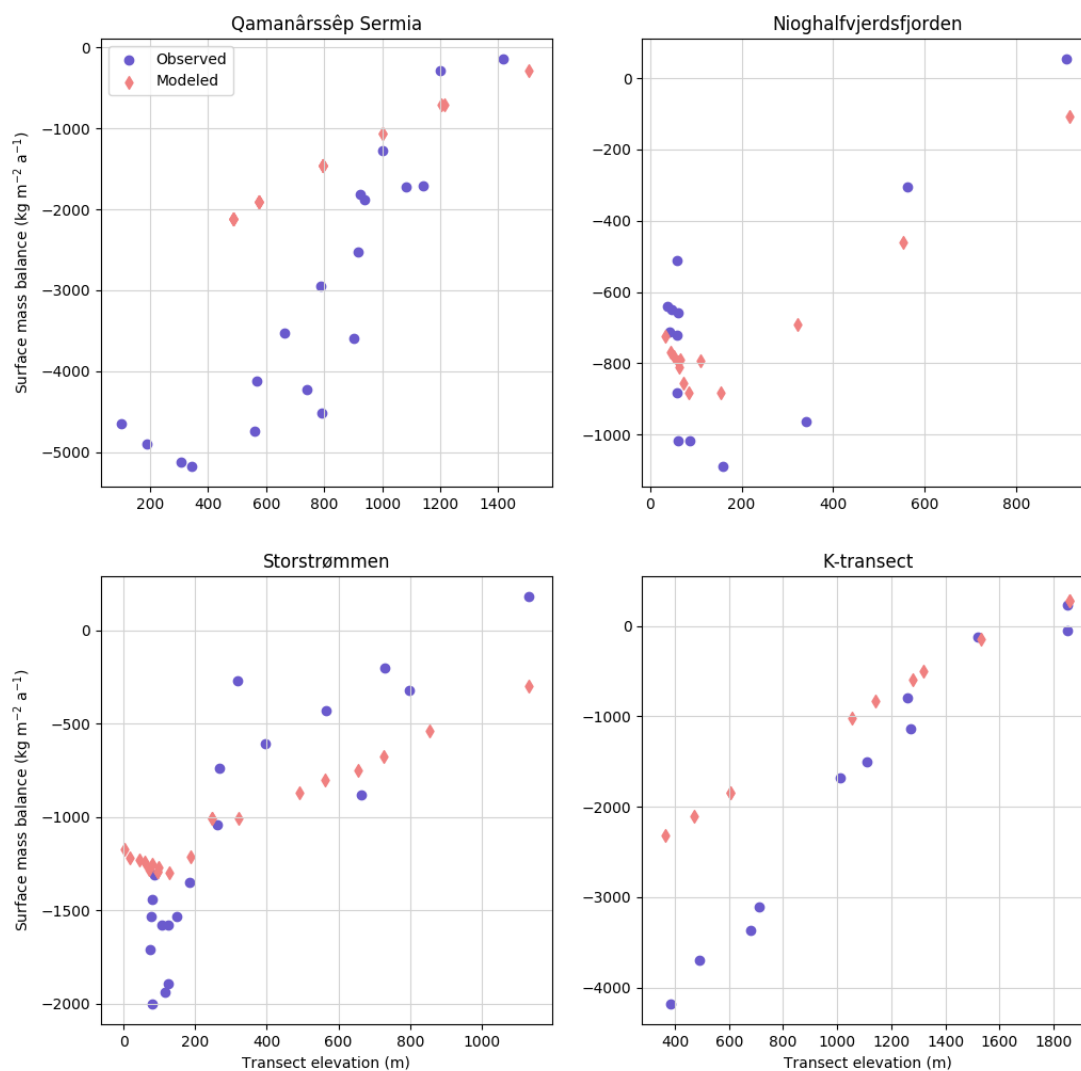 Qamanârssêp Sermia
Observed
Modeled
0
−1000
−2000
−3000
−4000
−5000
Surface mass balance (kg m⁻² a⁻¹)
200 400 600 800 1000 1200 1400
Nioghalfvjerdsfjorden
0
−200
−400
−600
−800
−1000
0 200 400 600 800
Storstrømmen
0
−500
−1000
−1500
−2000
Surface mass balance (kg m⁻² a⁻¹)
0 200 400 600 800 1000
Transect elevation (m)
K-transect
0
−1000
−2000
−3000
−4000
400 600 800 1000 1200 1400 1600 1800
Transect elevation (m)